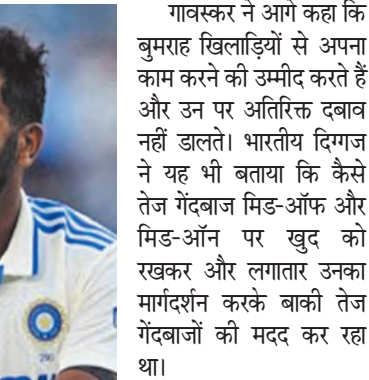 गावस्कर ने आगे कहा कि
बुमराह खिलाड़ियों से अपना
काम करने की उम्मीद करते हैं
और उन पर अतिरिक्त दबाव
नहीं डालते। भारतीय दिग्गज
ने यह भी बताया कि कैसे
तेज गेंदबाज मिड-ऑफ और
मिड-ऑन पर खुद को
रखकर और लगातार उनका
मार्गदर्शन करके बाकी तेज
गेंदबाजों की मदद कर रहा
था।